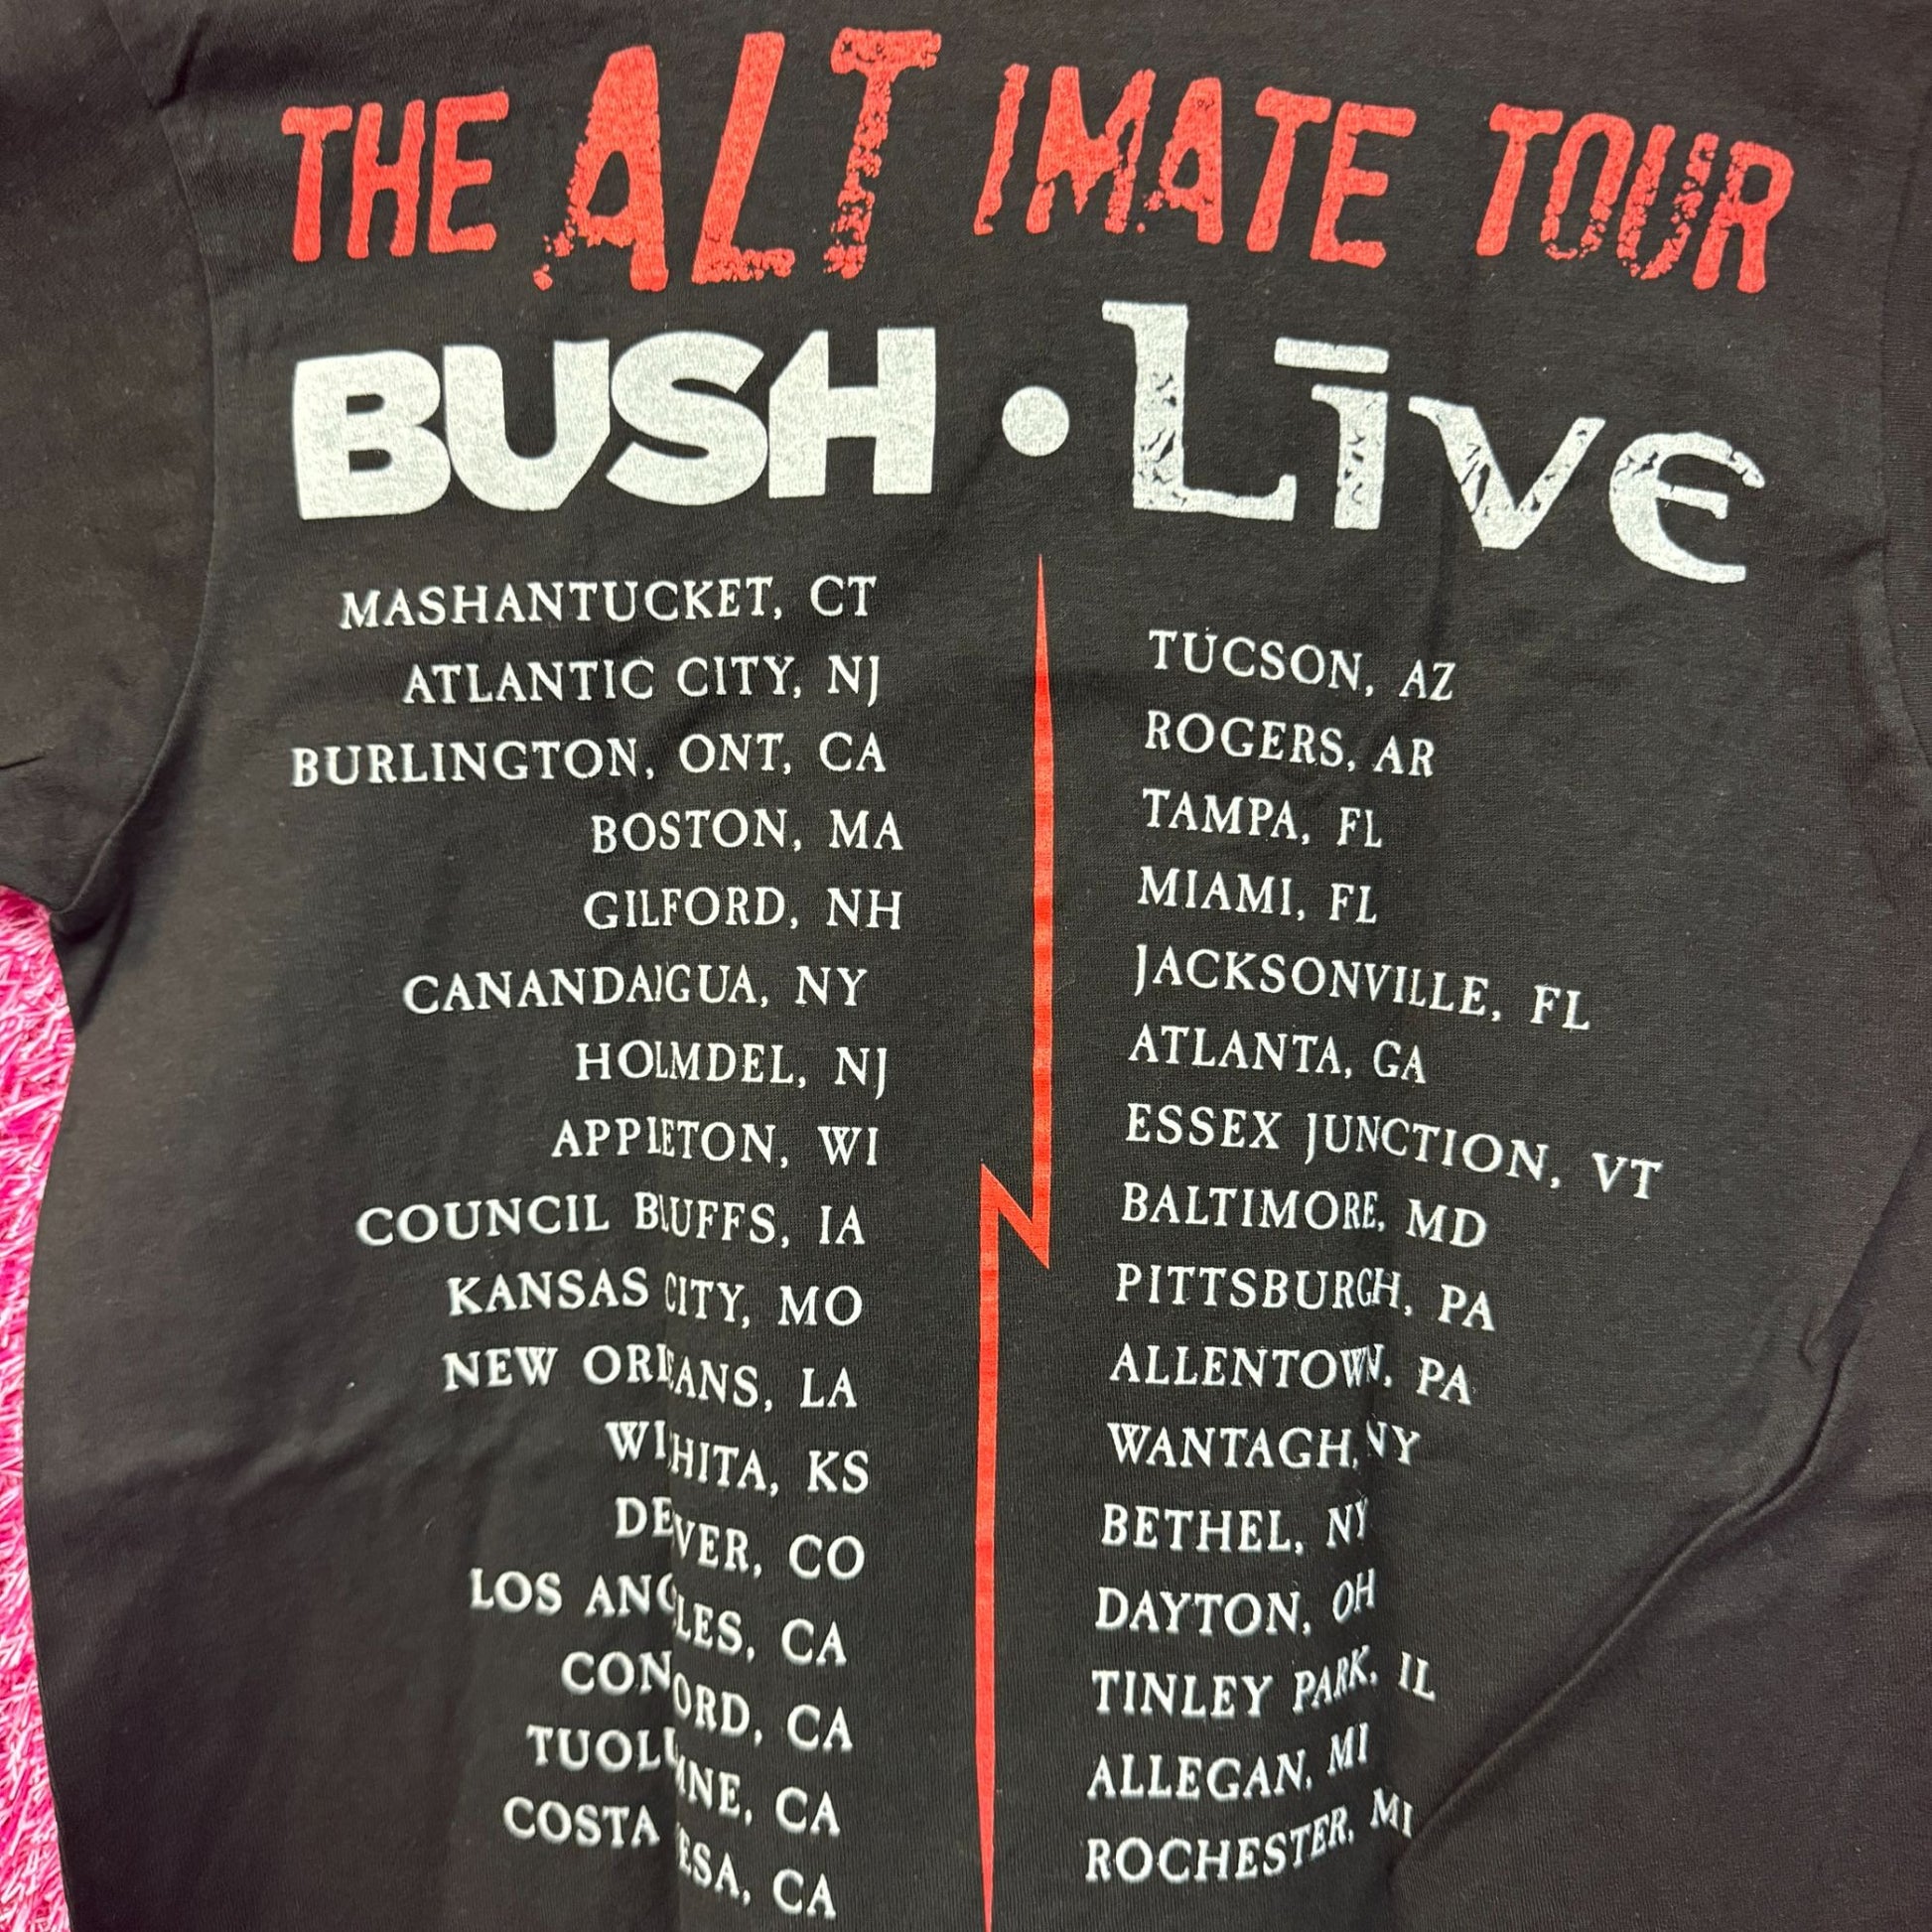 THE ALTIMATE TOUR
BUSH • LīVE
MASHANTUCKET, CT
ATLANTIC CITY, NJ
BURLINGTON, ONT, CA
BOSTON, MA
GILFORD, NH
CANANDAIGUA, NY
HOLMDEL, NJ
APPLETON, WI
COUNCIL BLUFFS, IA
KANSAS CITY, MO
NEW ORLEANS, LA
WICHITA, KS
DENVER, CO
LOS ANGELES, CA
CONCORD, CA
TUOLUMNE, CA
COSTA MESA, CA
TUCSON, AZ
ROGERS, AR
TAMPA, FL
MIAMI, FL
JACKSONVILLE, FL
ATLANTA, GA
ESSEX JUNCTION, VT
BALTIMORE, MD
PITTSBURGH, PA
ALLENTOWN, PA
WANTAGH, NY
BETHEL, NY
DAYTON, OH
TINLEY PARK, IL
ALLEGAN, MI
ROCHESTER, MI